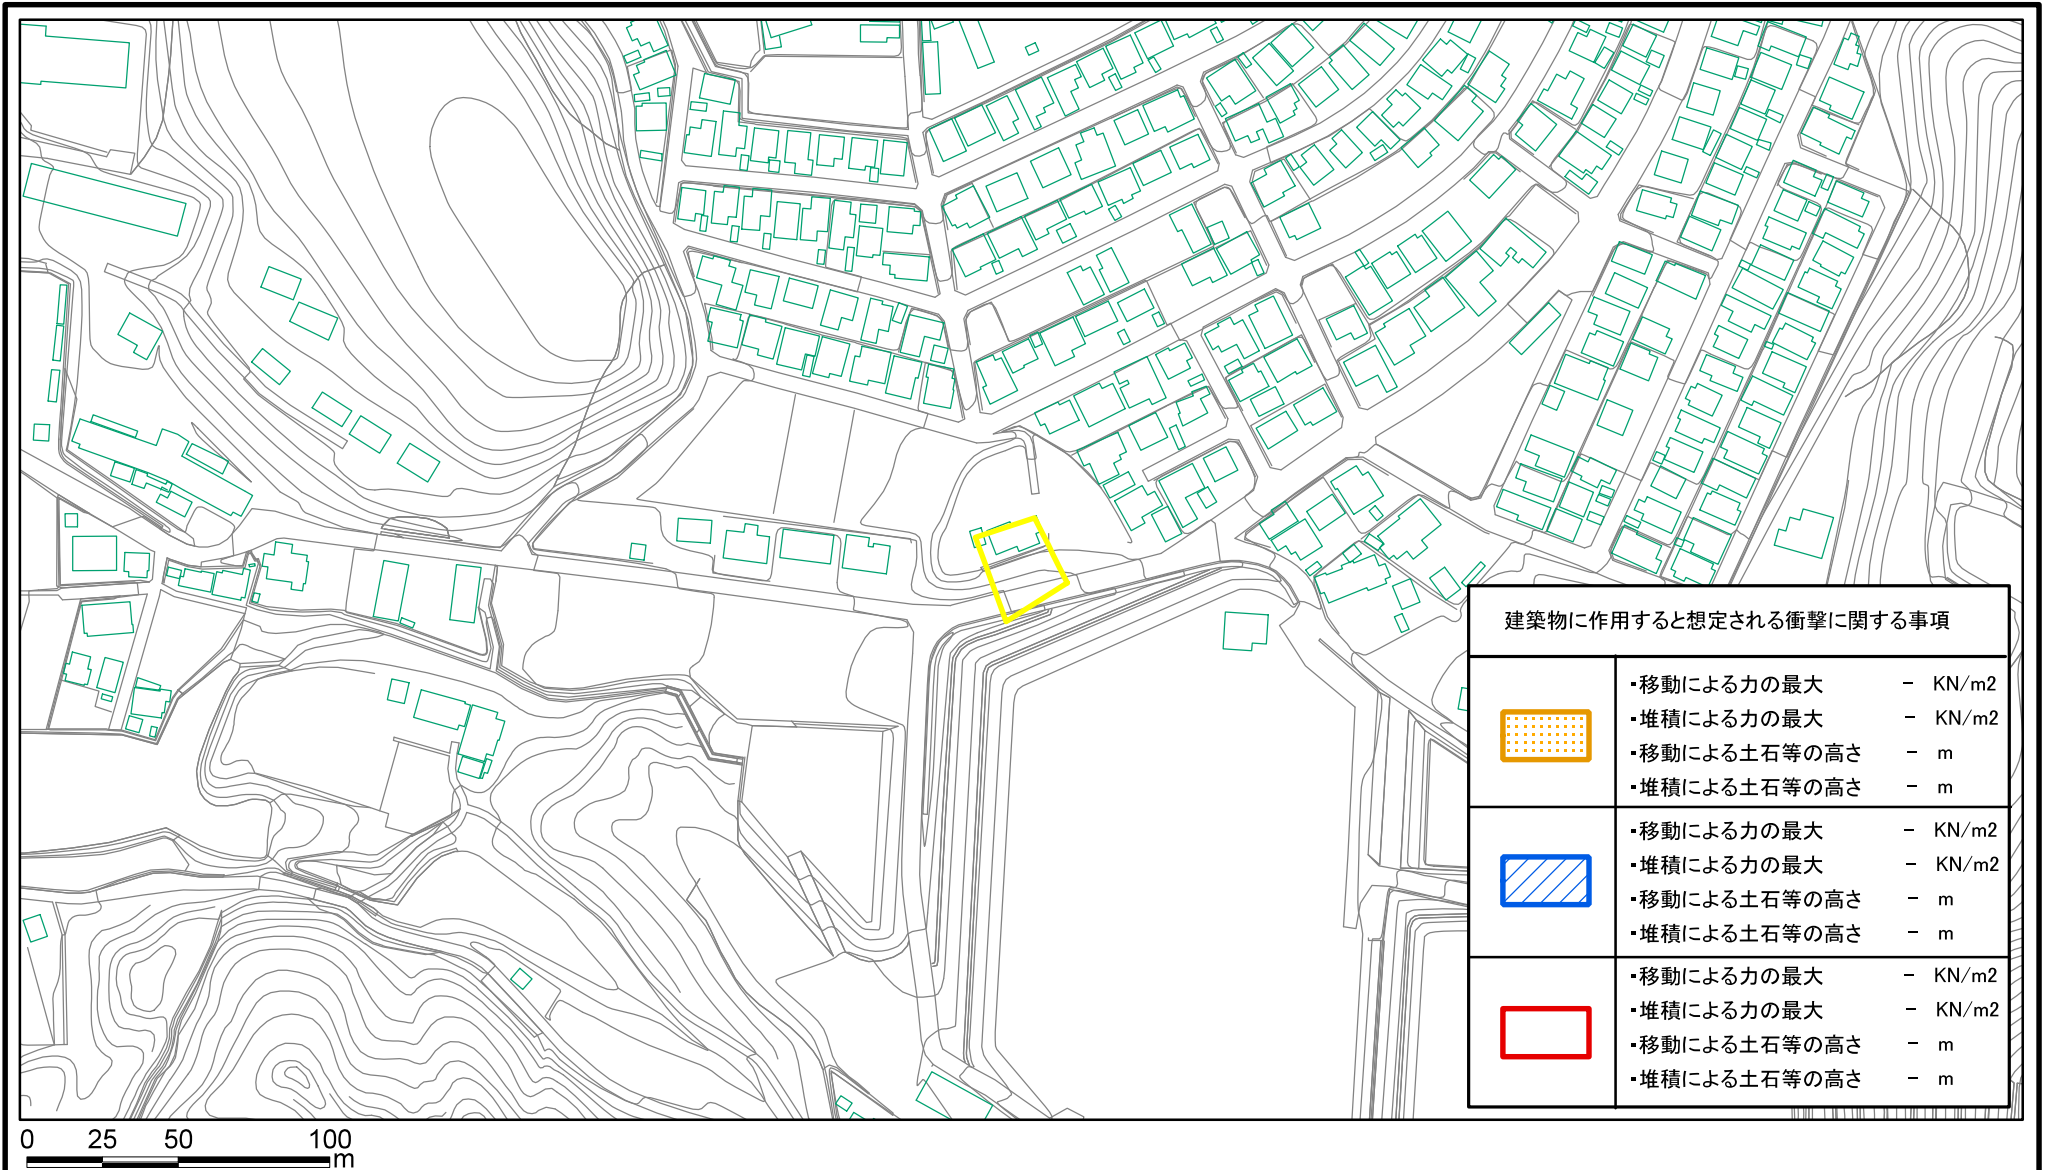 建築物に作用すると想定される衝撃に関する事項
・移動による力の最大 － KN/m2
・堆積による力の最大 － KN/m2
・移動による土石等の高さ － m
・堆積による土石等の高さ － m
・移動による力の最大 － KN/m2
・堆積による力の最大 － KN/m2
・移動による土石等の高さ － m
・堆積による土石等の高さ － m
・移動による力の最大 － KN/m2
・堆積による力の最大 － KN/m2
・移動による土石等の高さ － m
・堆積による土石等の高さ － m
0 25 50 100
m